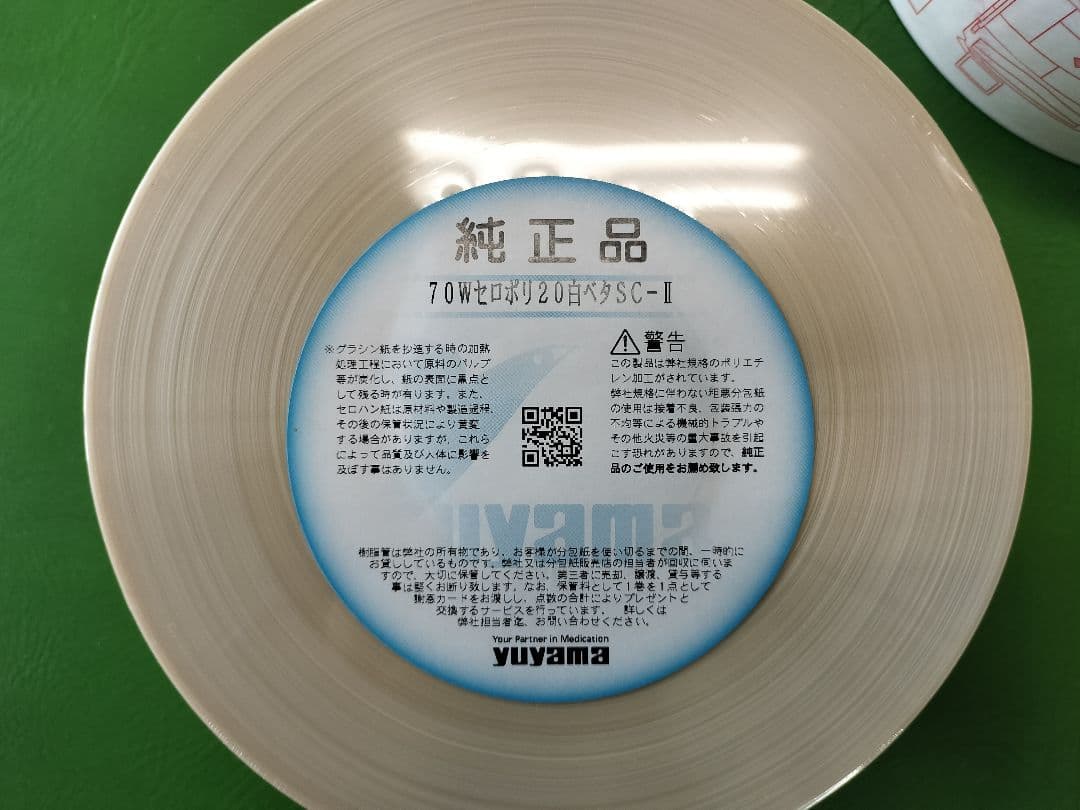 純正品
70Wセロポリ20白ベタSC-Ⅱ
※グラシン紙を抄造する時の加熱
処理工程において原料のパルプ
等が炭化し、紙の表面に黒点と
して残る時が有ります。また、
セロハン紙は原材料や製造過程、
その後の保管状況により黄変
する場合がありますが、これら
によって品質及び人体に影響を
及ぼす事はありません。
警告
この製品は弊社規格のポリエチ
レン加工がされています。
弊社規格に伴わない粗悪分包紙
の使用は接着不良、包装張力の
不均等による機械的トラブルや
その他火災等の重大事故を引起
こす恐れがありますので、純正
品のご使用をお薦め致します。
yuyama
樹脂管は弊社の所有物であり、お客様が分包紙を使い切るまでの間、一時的に
お貸ししているものです。弊社又は分包紙販売店の担当者が回収に伺いま
すので、大切に保管してください。第三者に売却、譲渡、貸与等する
事は堅くお断り致します。なお、保管料として1巻を1点として
謝恩カードをお渡しし、点数の合計によりプレゼントと
交換するサービスを行っています。 詳しくは
弊社担当者迄、お問い合わせください。
Your Partner in Medication
yuyama